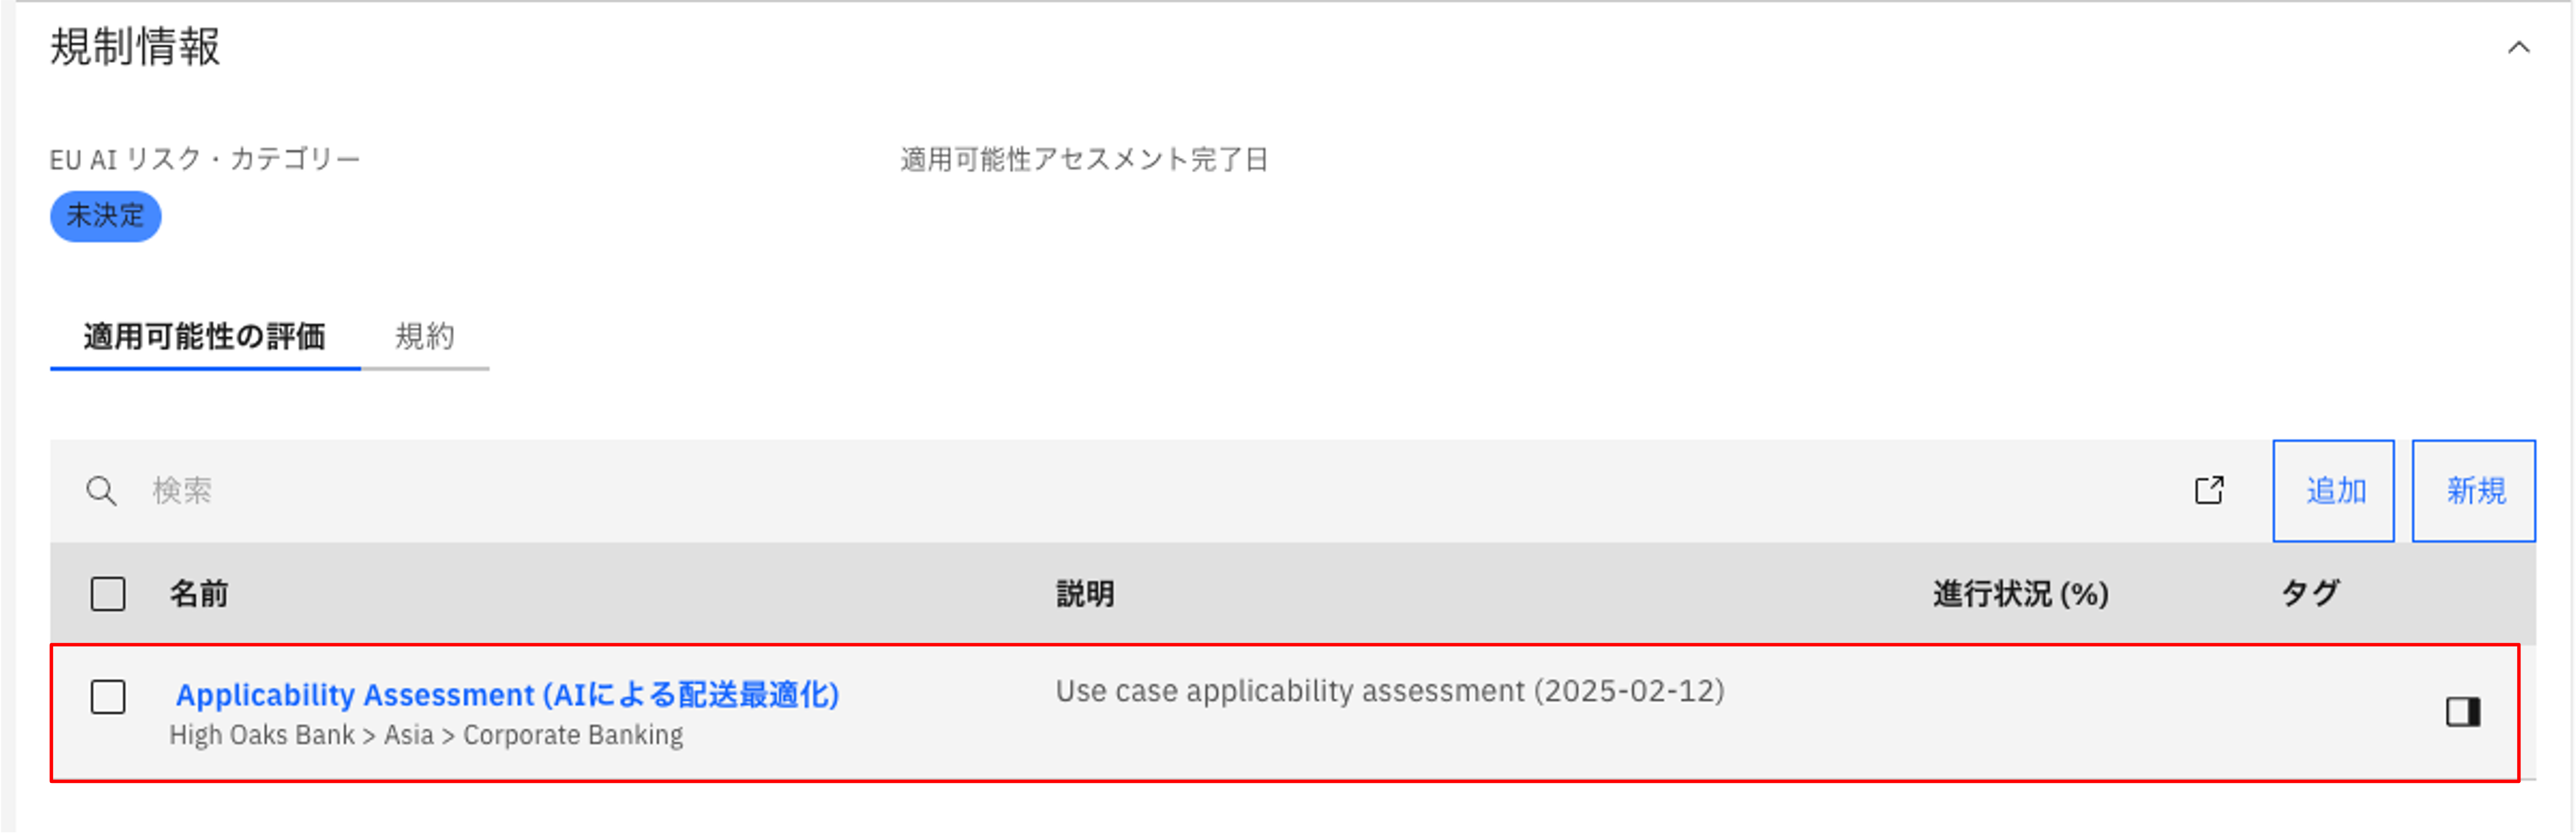 規制情報
EU AI リスク・カテゴリー
適用可能性アセスメント完了日
未決定
適用可能性の評価 規約
検索 追加 新規
名前 説明 進行状況 (%) タグ
Applicability Assessment (AIによる配送最適化) Use case applicability assessment (2025-02-12)
High Oaks Bank > Asia > Corporate Banking